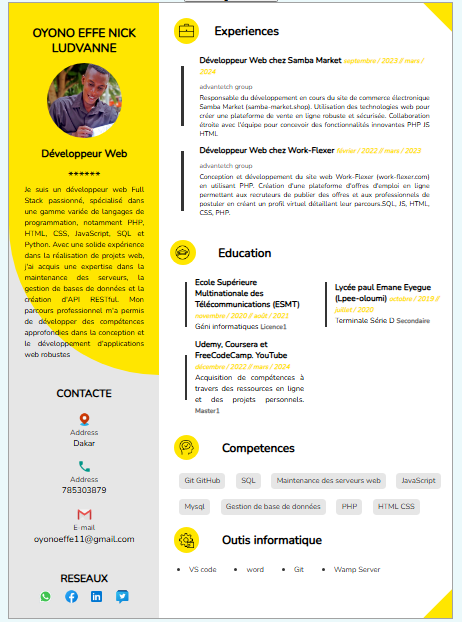 OYONO EFFE NICK
LUDVANNE
Développeur Web
******
Je suis un développeur web Full
Stack passionné, spécialisé dans
une gamme variée de langages de
programmation, notamment PHP,
HTML, CSS, JavaScript, SQL et
Python. Avec une solide expérience
dans la réalisation de projets web,
j'ai acquis une expertise dans la
maintenance des serveurs, la
gestion de bases de données et la
création d'API RESTful. Mon
parcours professionnel m'a permis
de développer des compétences
approfondies dans la conception et
le développement d'applications
web robustes
CONTACTE
Address
Dakar
Address
785303879
E-mail
oyonoeffe11@gmail.com
RESEAUX
Experiences
Développeur Web chez Samba Market septembre / 2023 // mars /
2024
advantetch group
Responsable du développement en cours du site de commerce électronique
Samba Market (samba-market.shop). Utilisation des technologies web pour
créer une plateforme de vente en ligne robuste et sécurisée. Collaboration
étroite avec l'équipe pour concevoir des fonctionnalités innovantes PHP JS
HTML
Développeur Web chez Work-Flexer février / 2022 // mars / 2023
advantetch group
Conception et développement du site web Work-Flexer (work-flexer.com)
en utilisant PHP. Création d'une plateforme d'offres d'emploi en ligne
permettant aux recruteurs de publier des offres et aux professionnels de
postuler en créant un profil virtuel détaillant leur parcours.SQL, JS, HTML,
CSS, PHP.
Education
Ecole Supérieure
Multinationale des
Télécommunications (ESMT)
novembre / 2020 // août / 2021
Géni informatiques Licence1
Lycée paul Emane Eyegue
(Lpee-oloumi) octobre / 2019 //
juillet / 2020
Terminale Série D Secondaire
Udemy, Coursera et
FreeCodeCamp. YouTube
décembre / 2022 // mars / 2024
Acquisition de compétences à
travers des ressources en ligne
et des projets personnels.
Master1
Competences
Git GitHub SQL Maintenance des serveurs web JavaScript
Mysql Gestion de base de données PHP HTML CSS
Outis informatique
• VS code • word • Git • Wamp Server